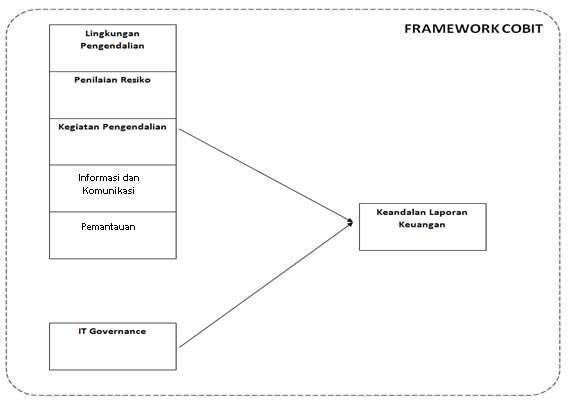 FRAMEWORK COBIT
Lingkungan
Pengendalian
Penilaian Resiko
Kegiatan Pengendalian
Informasi dan
Komunikasi
Pemantauan
Keandalan Laporan
Keuangan
IT Governance